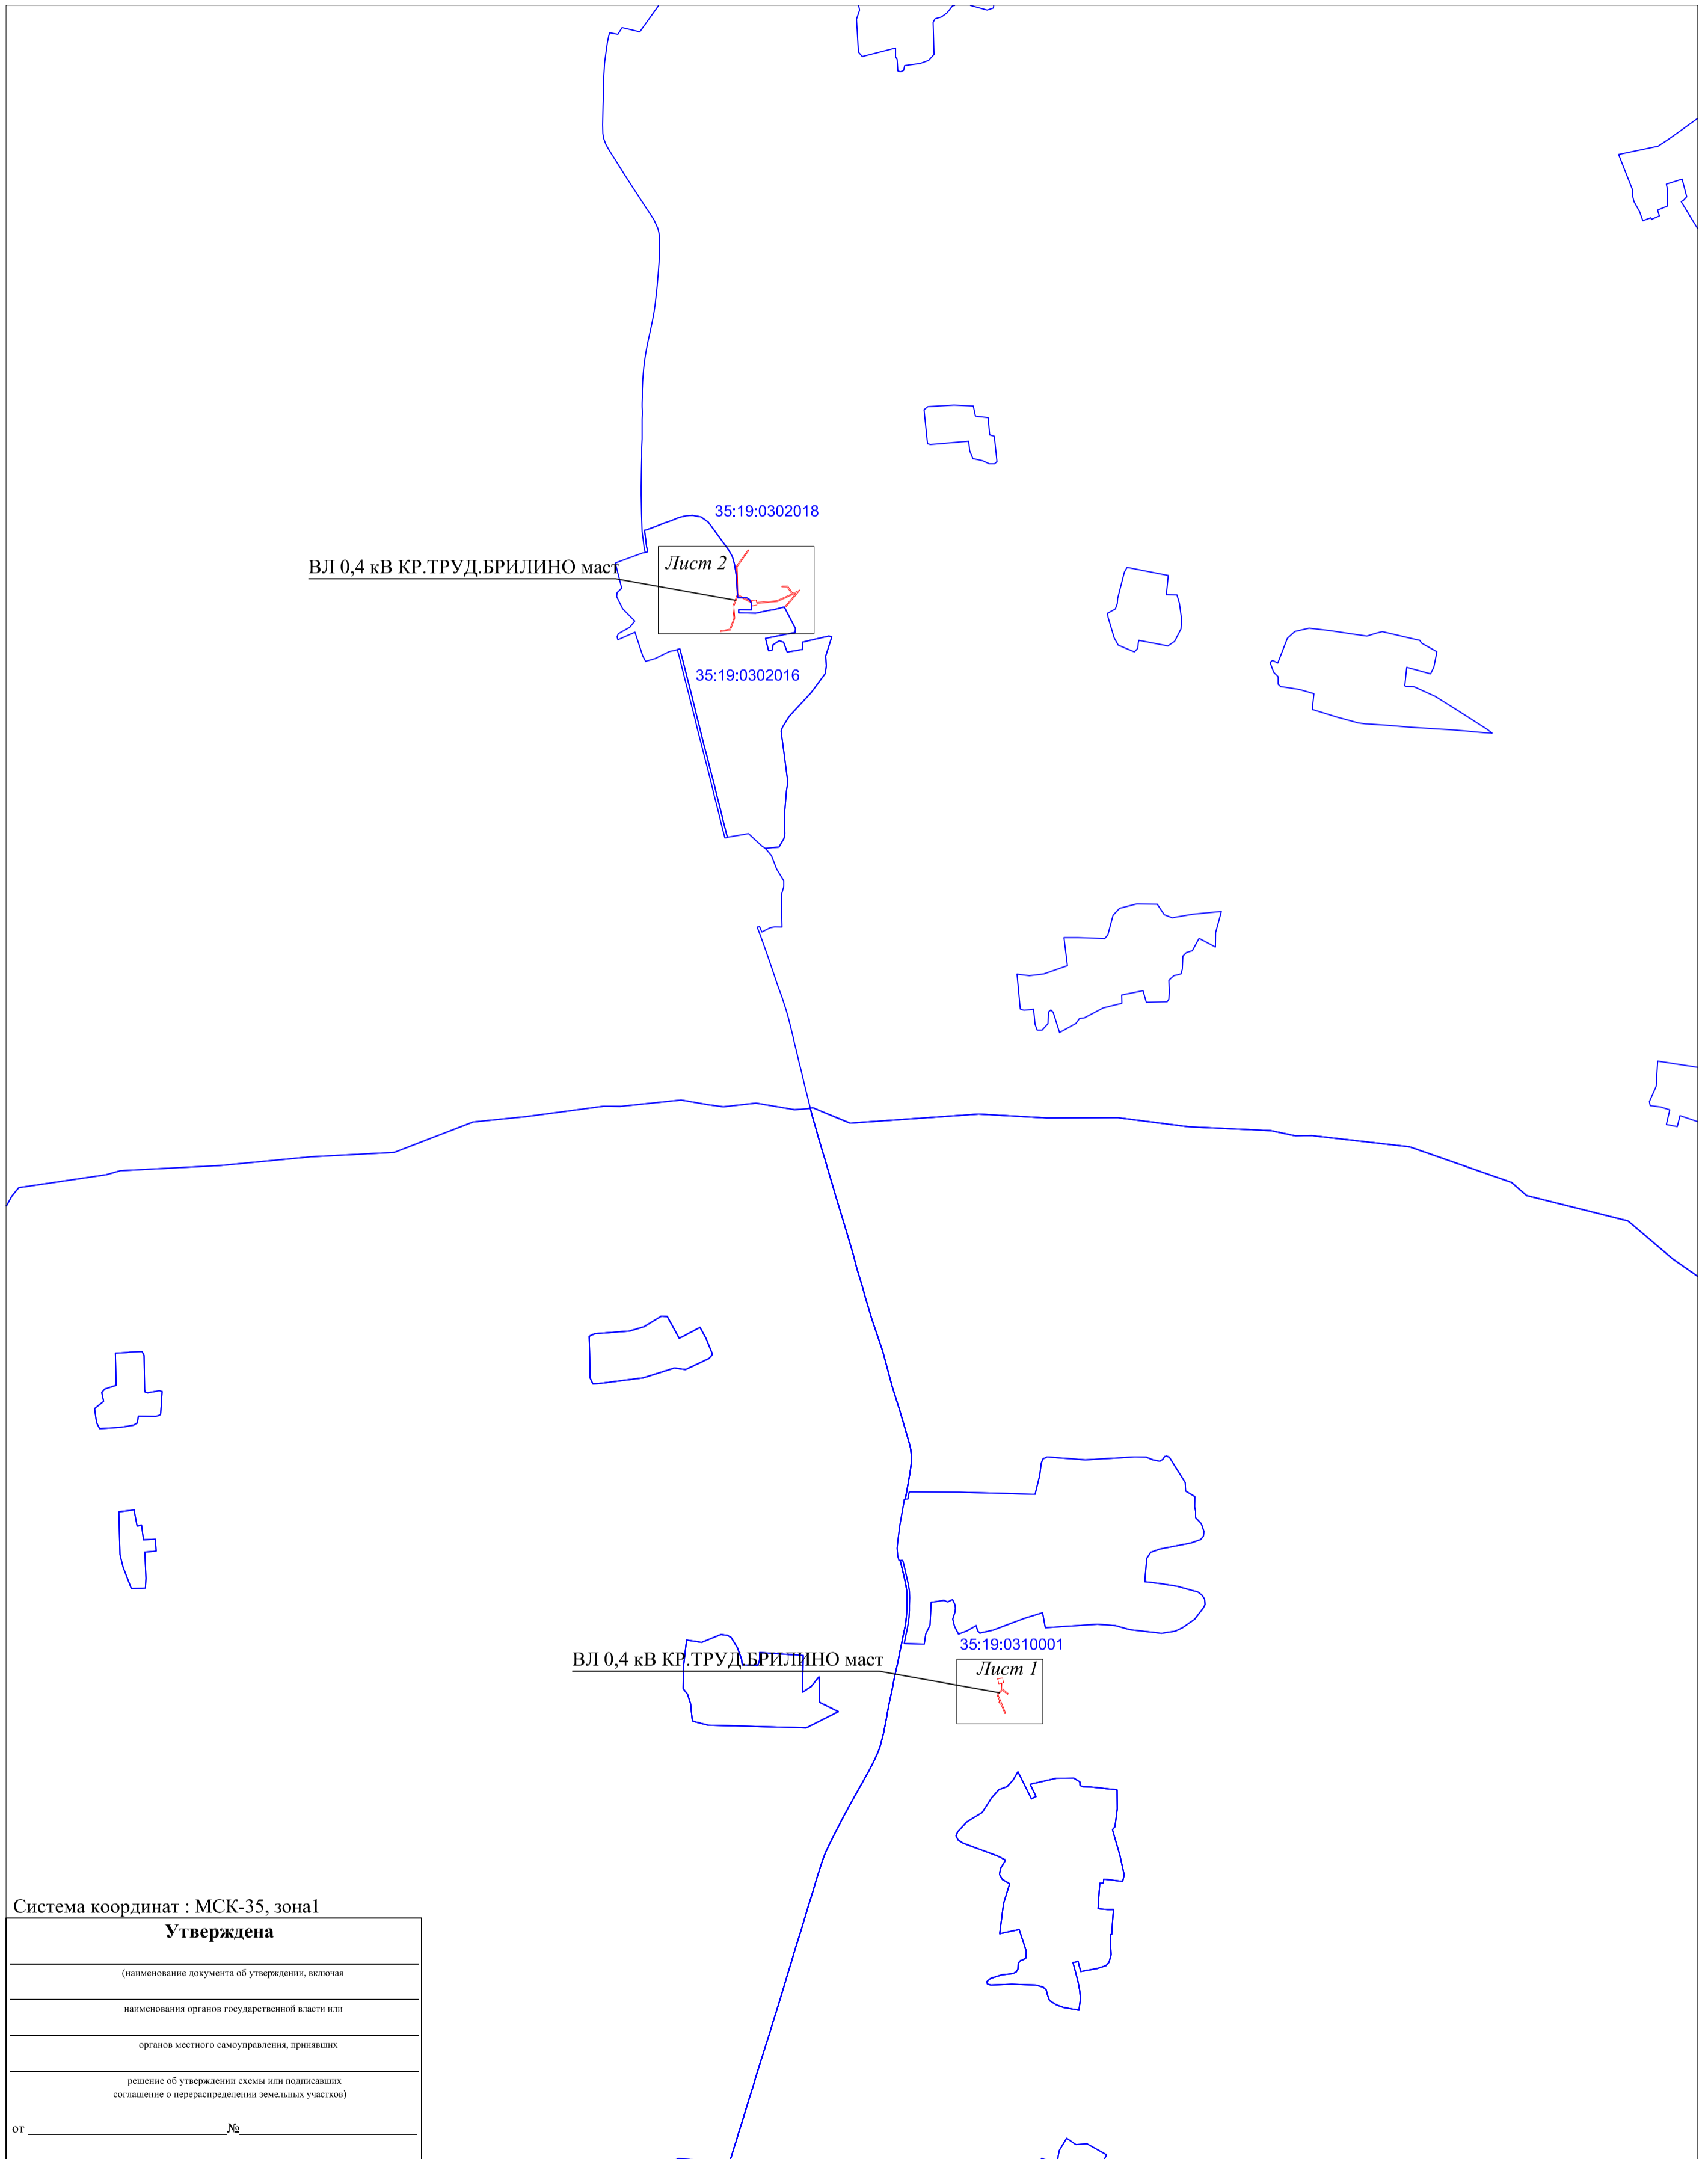 35:19:0302018
ВЛ 0,4 кВ КР.ТРУД.БРИЛИНО маст
Лист 2
35:19:0302016
35:19:0310001
ВЛ 0,4 кВ КР.ТРУД.БРИЛИНО маст
Лист 1
Система координат : МСК-35, зона1
Утверждена
(наименование документа об утверждении, включая
наименования органов государственной власти или
органов местного самоуправления, принявших
решение об утверждении схемы или подписавших
соглашение о перераспределении земельных участков)
от ______________________________№___________________________